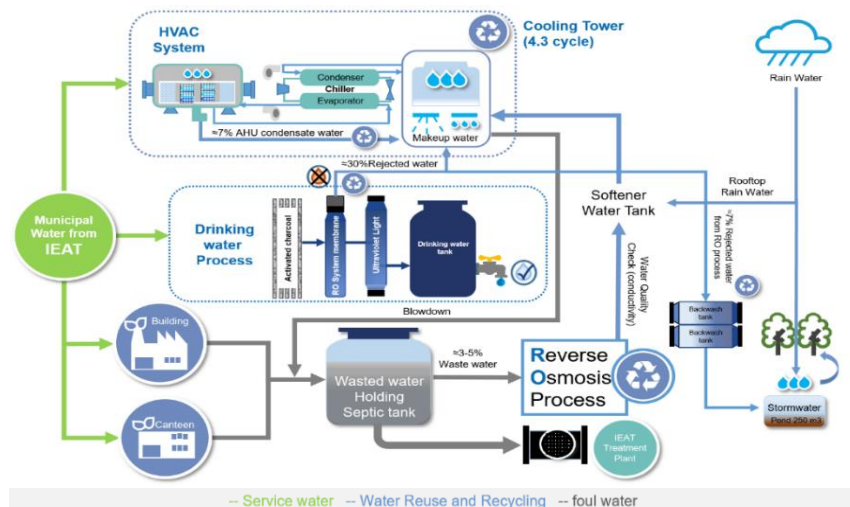 HVAC
System
Cooling Tower
(4.3 cycle)
Condenser
Chiller
Evaporator
≈7% AHU condensate water
Makeup water
Rain Water
≈30%Rejected water
Rooftop
Rain Water
Softener
Water Tank
Municipal
Water from
IEAT
Drinking
water
Process
Activated charcoal
RO System membrane
Ultraviolet Light
Drinking water
tank
≈7% Rejected water
from RO process
Water Quality
Check (conductivity)
Backwash
tank
Backwash
tank
Blowdown
Building
Wasted water
Holding
Septic tank
≈3-5%
Waste water
Reverse
Osmosis
Process
Stormwater
Pond 250 m3
Canteen
IEAT
Treatment
Plant
-- Service water -- Water Reuse and Recycling -- foul water